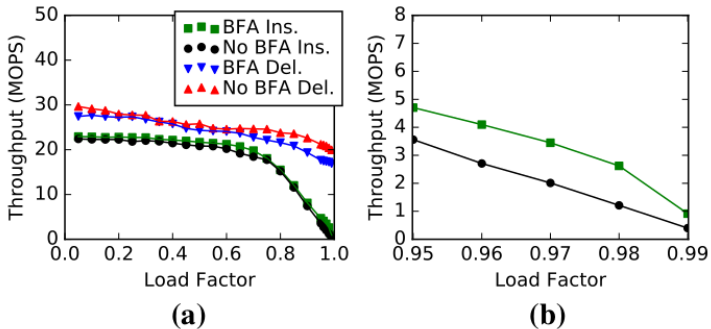 50
40
30
20
10
0
Throughput (MOPS)
BFA Ins.
No BFA Ins.
BFA Del.
No BFA Del.
0.0 0.2 0.4 0.6 0.8 1.0
Load Factor
(a)
8
7
6
5
4
3
2
1
0
Throughput (MOPS)
0.95 0.96 0.97 0.98 0.99
Load Factor
(b)